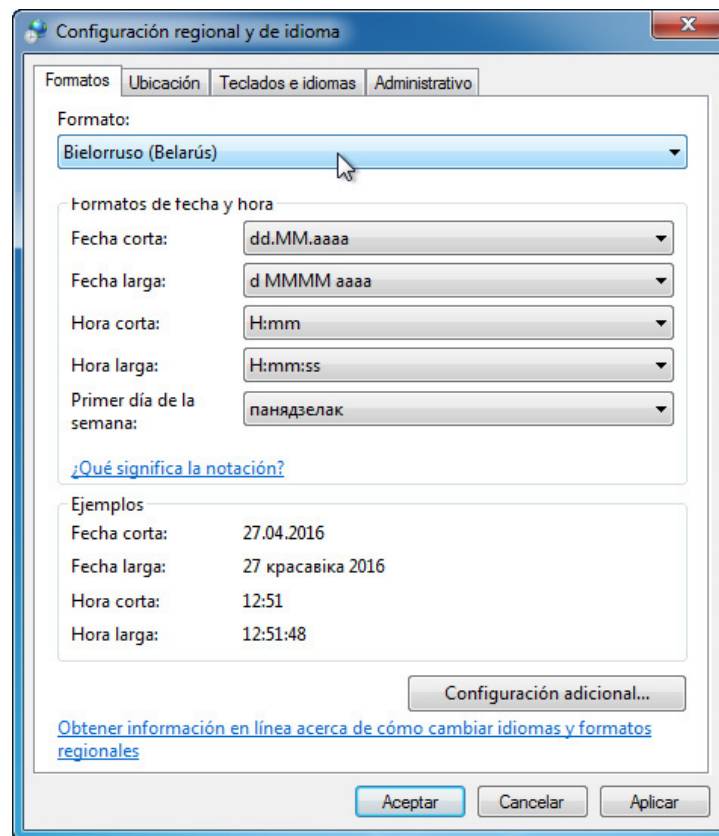 Configuración regional y de idioma
Formatos Ubicación Teclados e idiomas Administrativo
Formato:
Bielorruso (Belarús)
Formatos de fecha y hora
Fecha corta: dd.MM.aaaa
Fecha larga: d MMMM aaaa
Hora corta: H:mm
Hora larga: H:mm:ss
Primer día de la
semana: панядзелак
¿Qué significa la notación?
Ejemplos
Fecha corta: 27.04.2016
Fecha larga: 27 красавіка 2016
Hora corta: 12:51
Hora larga: 12:51:48
Configuración adicional...
Obtener información en línea acerca de cómo cambiar idiomas y formatos
regionales
Aceptar Cancelar Aplicar